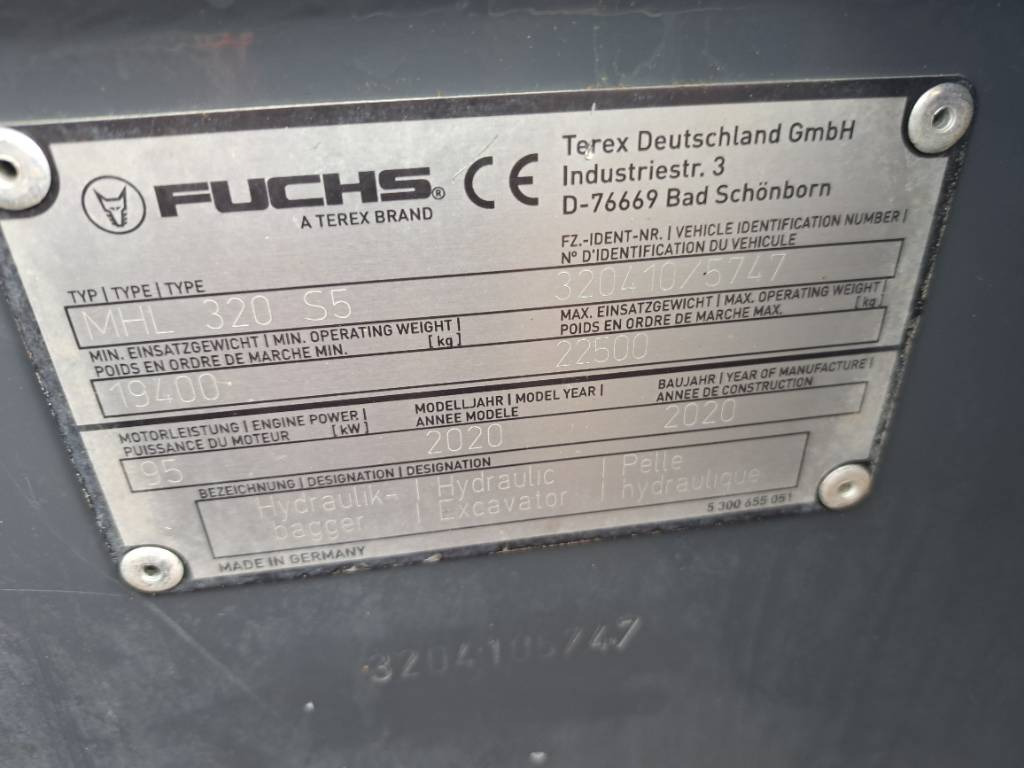 FUCHS®
A TEREX BRAND
CE
Terex Deutschland GmbH
Industriestr. 3
D-76669 Bad Schönborn
TYP | TYPE | TYPE
MHL 320 S5
FZ.-IDENT-NR. | VEHICLE IDENTIFICATION NUMBER |
N° D'IDENTIFICATION DU VEHICULE
320410/5747
MIN. EINSATZGEWICHT | MIN. OPERATING WEIGHT |
POIDS EN ORDRE DE MARCHE MIN. [kg]
19400
MAX. EINSATZGEWICHT | MAX. OPERATING WEIGHT |
POIDS EN ORDRE DE MARCHE MAX. [kg]
22500
MOTORLEISTUNG | ENGINE POWER |
PUISSANCE DU MOTEUR [kW]
95
MODELLJAHR | MODEL YEAR |
ANNEE MODELE
2020
BAUJAHR | YEAR OF MANUFACTURE |
ANNEE DE CONSTRUCTION
2020
BEZEICHNUNG | DESIGNATION | DESIGNATION
Hydraulik- | Hydraulic | Pelle
bagger | Excavator | hydraulique
MADE IN GERMANY
5 300 655 051
3204105747